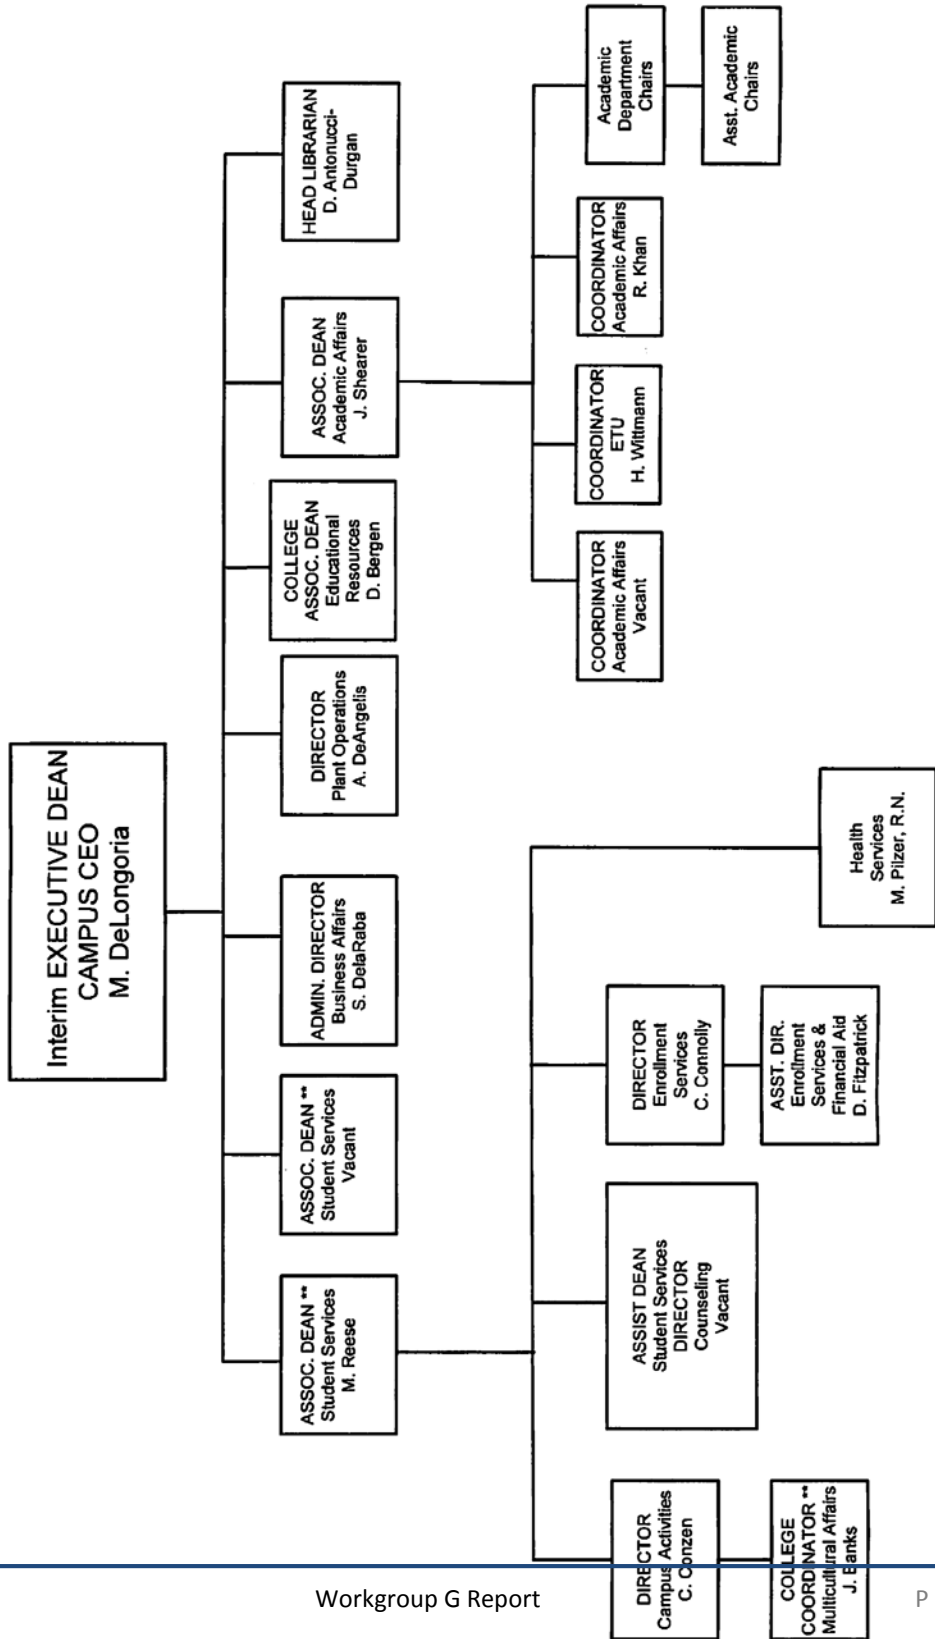 Interim EXECUTIVE DEAN
CAMPUS CEO
M. DeLongoria
ASSOC. DEAN **
Student Services
M. Reese
ASSOC. DEAN **
Student Services
Vacant
ADMIN. DIRECTOR
Business Affairs
S. DelaRaba
DIRECTOR
Plant Operations
A. DeAngelis
COLLEGE
ASSOC. DEAN
Educational
Resources
D. Bergen
ASSOC. DEAN
Academic Affairs
J. Shearer
HEAD LIBRARIAN
D. Antonucci-
Durgan
DIRECTOR
Campus Activities
C. Conzen
COLLEGE
COORDINATOR **
Multicultural Affairs
J. Banks
ASSIST DEAN
Student Services
DIRECTOR
Counseling
Vacant
DIRECTOR
Enrollment
Services
C. Connolly
ASST. DIR.
Enrollment
Services &
Financial Aid
D. Fitzpatrick
Health
Services
M. Pilzer, R.N.
COORDINATOR
Academic Affairs
Vacant
COORDINATOR
ETU
H. Wittmann
COORDINATOR
Academic Affairs
R. Khan
Academic
Department
Chairs
Asst. Academic
Chairs
Workgroup G Report
P